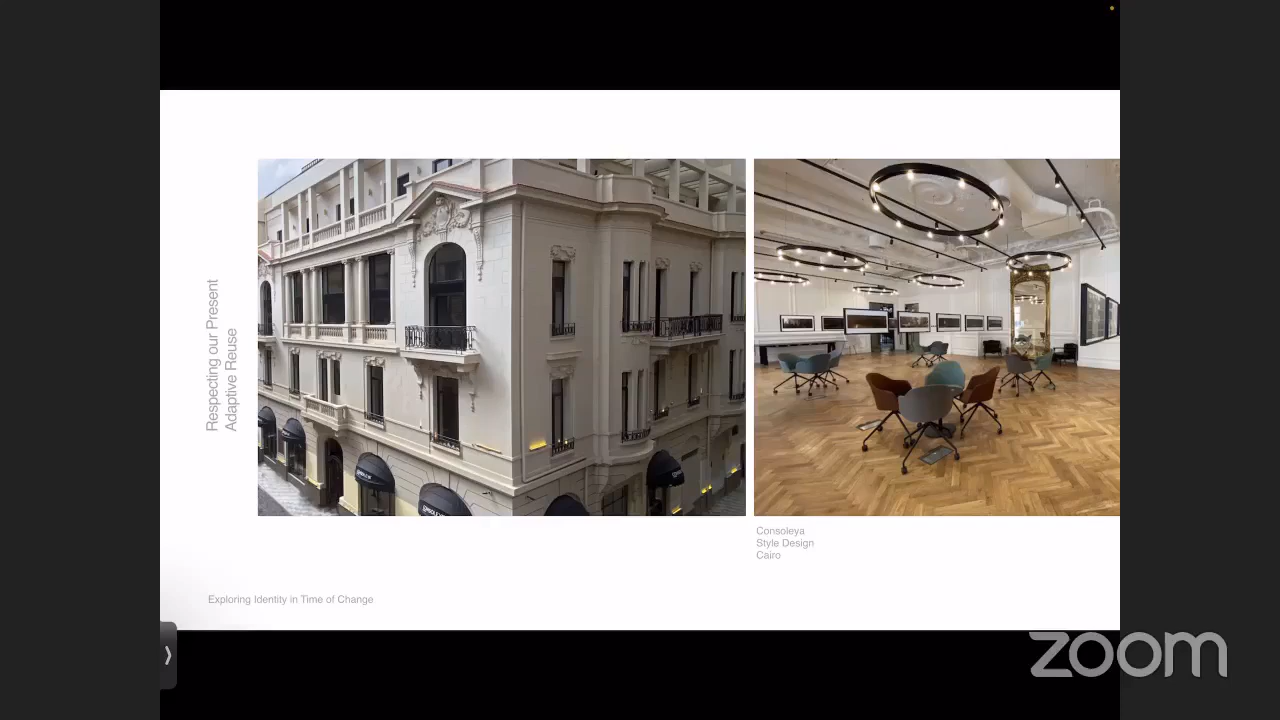 Respecting our Present
Adaptive Reuse
Consoleya
Style Design
Cairo
Exploring Identity in Time of Change
zoom